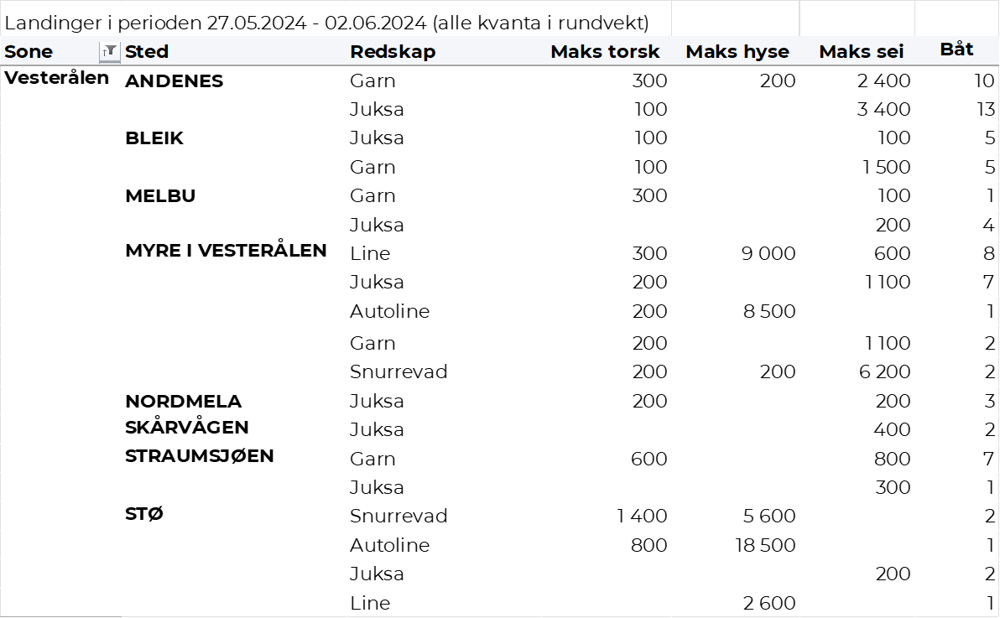 Landinger i perioden 27.05.2024 - 02.06.2024 (alle kvanta i rundvekt)
Sone Sted Redskap Maks torsk Maks hyse Maks sei Båt
Vesterålen ANDENES Garn 300 200 2 400 10
Juksa 100 3 400 13
BLEIK Juksa 100 100 5
Garn 100 1 500 5
MELBU Garn 300 100 1
Juksa 200 4
MYRE I VESTERÅLEN Line 300 9 000 600 8
Juksa 200 1 100 7
Autoline 200 8 500 1
Garn 200 1 100 2
Snurrevad 200 200 6 200 2
NORDMELA Juksa 200 200 3
SKÅRVÅGEN Juksa 400 2
STRAUMSJØEN Garn 600 800 7
Juksa 300 1
STØ Snurrevad 1 400 5 600 2
Autoline 800 18 500 1
Juksa 200 2
Line 2 600 1